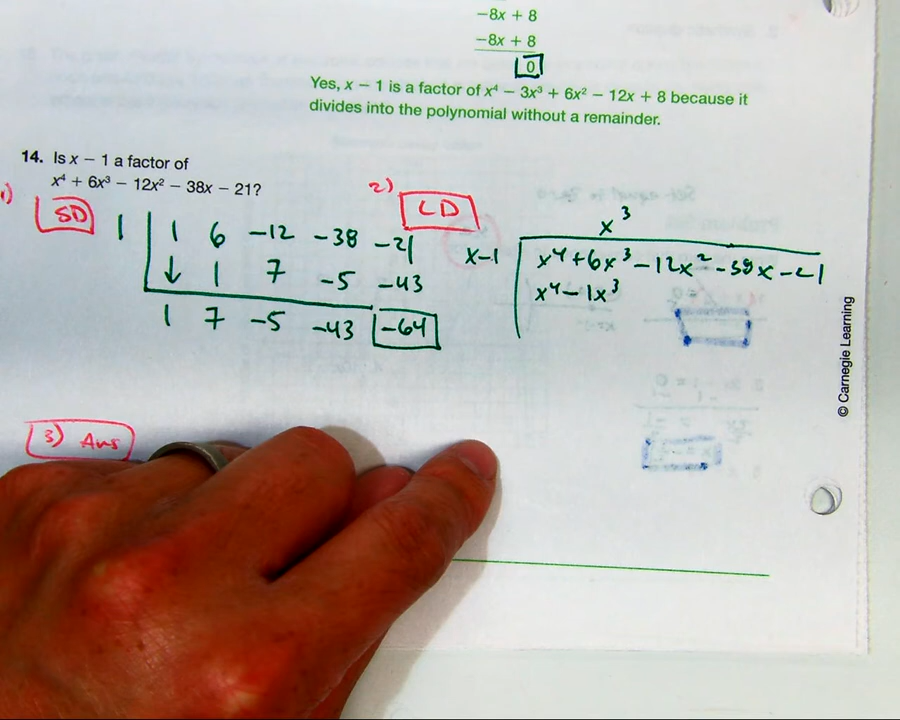 −8x + 8
−8x + 8
0
Yes, x − 1 is a factor of x⁴ − 3x³ + 6x² − 12x + 8 because it
divides into the polynomial without a remainder.
14. Is x − 1 a factor of
x⁴ + 6x³ − 12x² − 38x − 21?
1) SD
1 1 6 −12 −38 −21
↓ 1 7 −5 −43
1 7 −5 −43 −64
2) LD
x³
x−1 x⁴+6x³−12x²−38x−21
x⁴−1x³
3) Ans
© Carnegie Learning